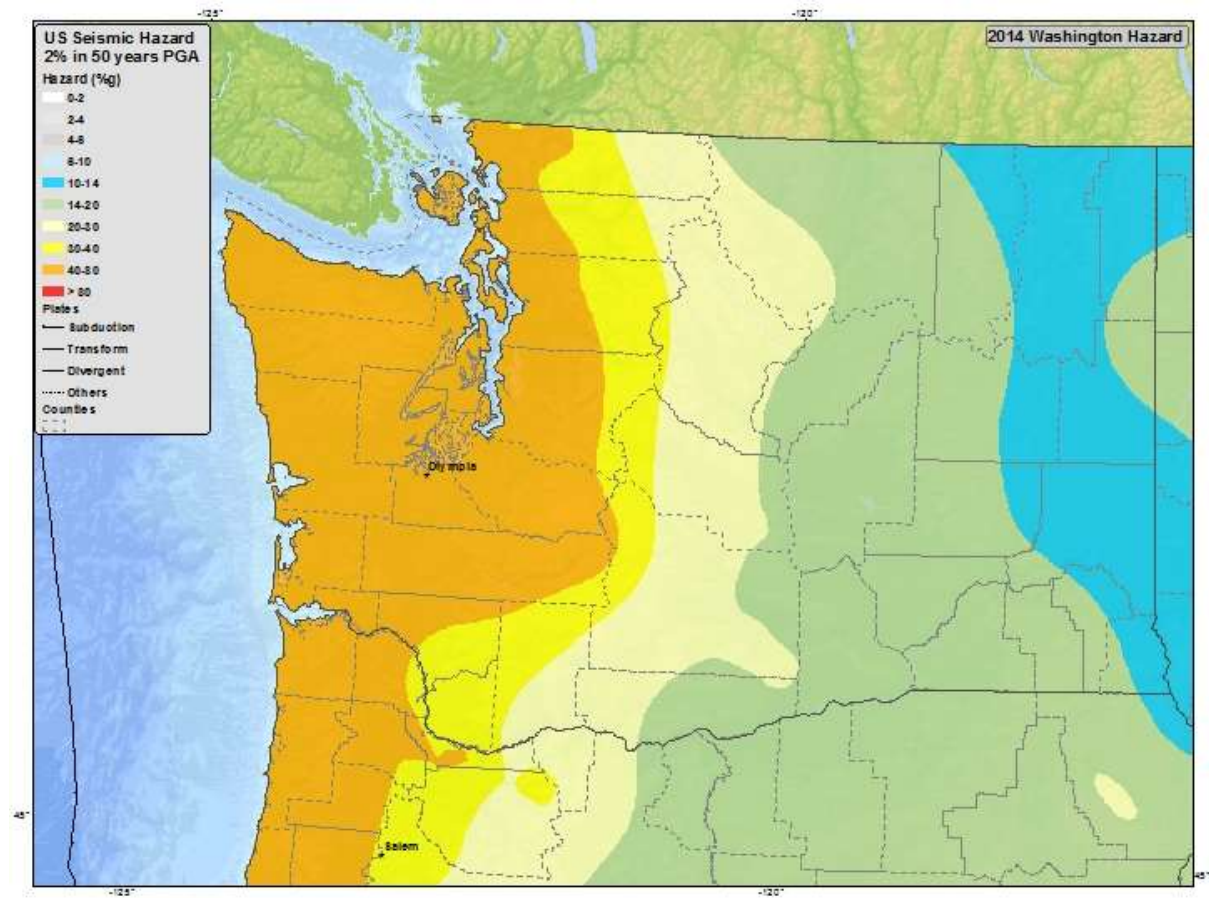 -125°
-120°
US Seismic Hazard
2% in 50 years PGA
Hazard (%g)
0-2
2-4
4-6
6-10
10-14
14-20
20-30
30-40
40-80
> 80
Plates
Subduction
Transform
Divergent
Others
Counties
2014 Washington Hazard
Olympia
Salem
45°
45°
-125°
-120°